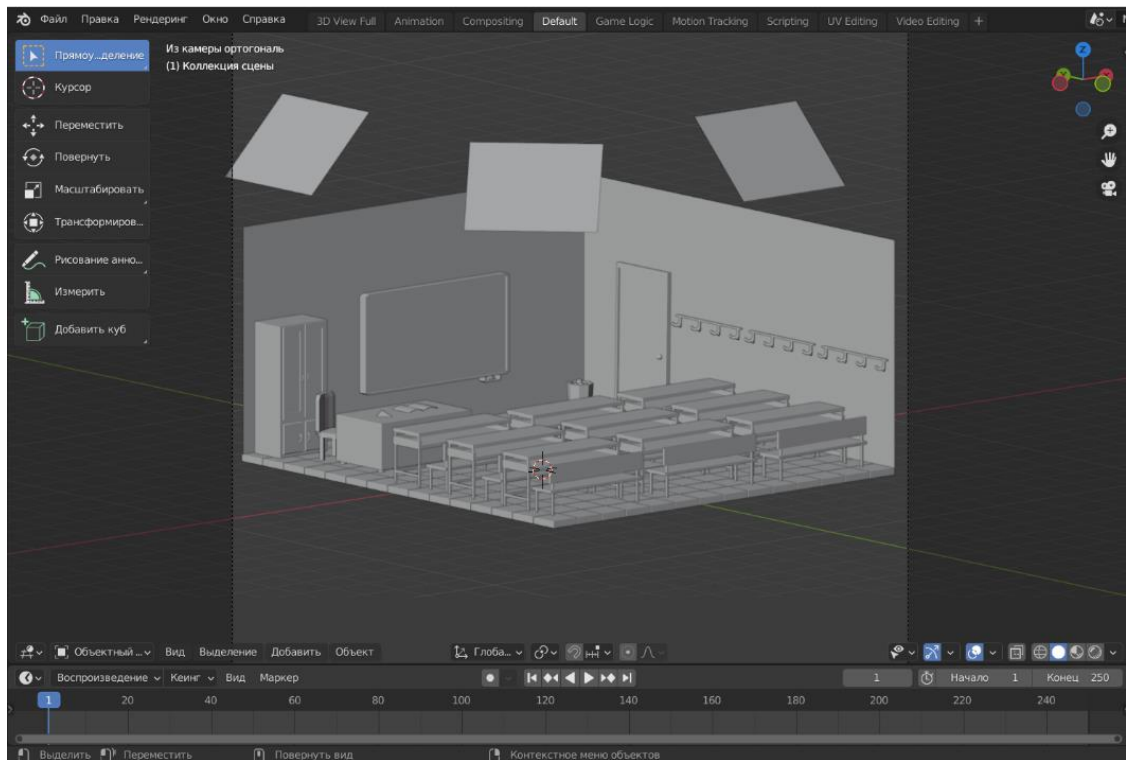 Файл Правка Рендеринг Окно Справка 3D View Full Animation Compositing Default Game Logic Motion Tracking Scripting UV Editing Video Editing +
Прямоу...деление
Из камеры ортогональ
(1) Коллекция сцены
Курсор
Переместить
Повернуть
Масштабировать
Трансформиров...
Рисование анно...
Измерить
Добавить куб
Объектный ... Вид Выделение Добавить Объект Глоба...
Воспроизведение Кеинг Вид Маркер 1 Начало 1 Конец 250
1 20 40 60 80 100 120 140 160 180 200 220 240
Выделить Переместить Повернуть вид Контекстное меню объектов